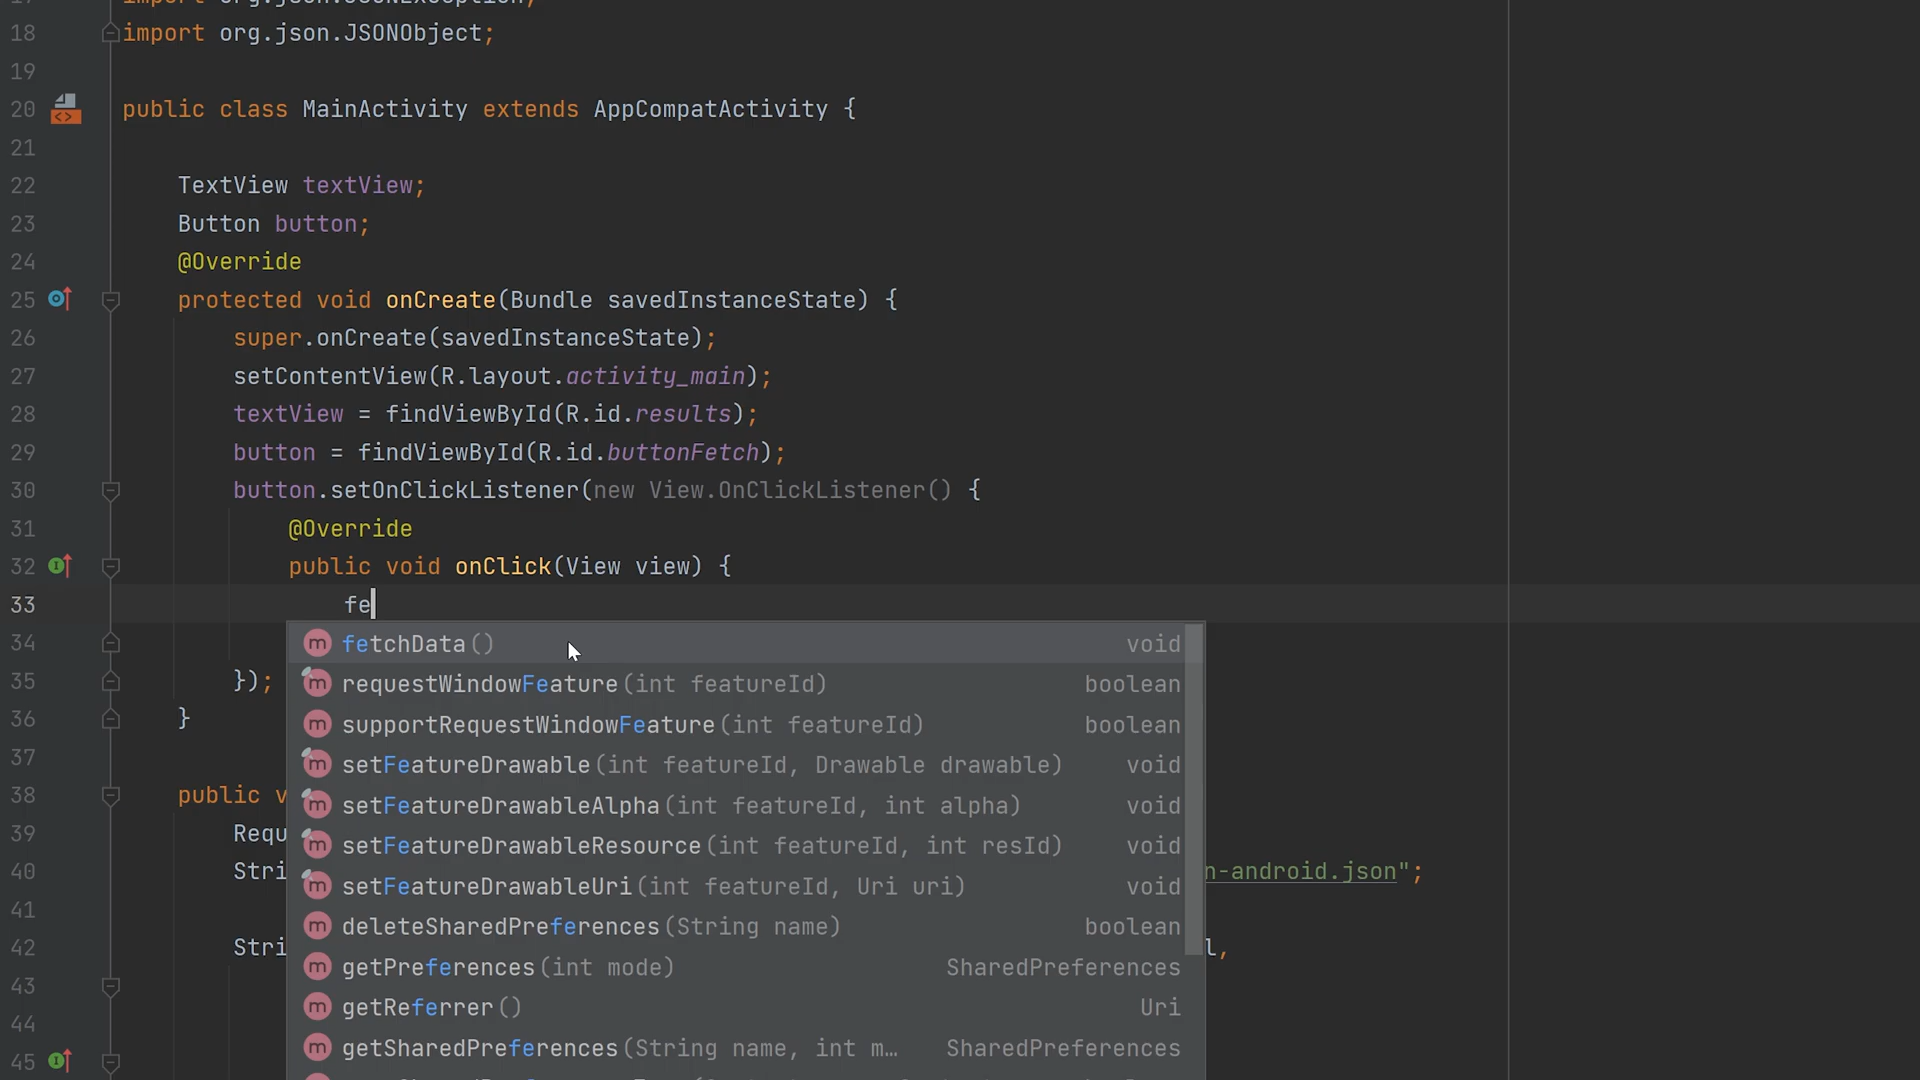 17 import org.json.JSONException;
18 import org.json.JSONObject;
19
20 public class MainActivity extends AppCompatActivity {
21
22 TextView textView;
23 Button button;
24 @Override
25 protected void onCreate(Bundle savedInstanceState) {
26 super.onCreate(savedInstanceState);
27 setContentView(R.layout.activity_main);
28 textView = findViewById(R.id.results);
29 button = findViewById(R.id.buttonFetch);
30 button.setOnClickListener(new View.OnClickListener() {
31 @Override
32 public void onClick(View view) {
33 fe
34
fetchData() void
35 });
requestWindowFeature(int featureId) boolean
36 }
supportRequestWindowFeature(int featureId) boolean
37
setFeatureDrawable(int featureId, Drawable drawable) void
38 public v
setFeatureDrawableAlpha(int featureId, int alpha) void
39 Requ
setFeatureDrawableResource(int featureId, int resId) void
40 Stri n-android.json";
setFeatureDrawableUri(int featureId, Uri uri) void
41
deleteSharedPreferences(String name) boolean
42 Stri l,
getPreferences(int mode) SharedPreferences
43
getReferrer() Uri
44
getSharedPreferences(String name, int m… SharedPreferences
45